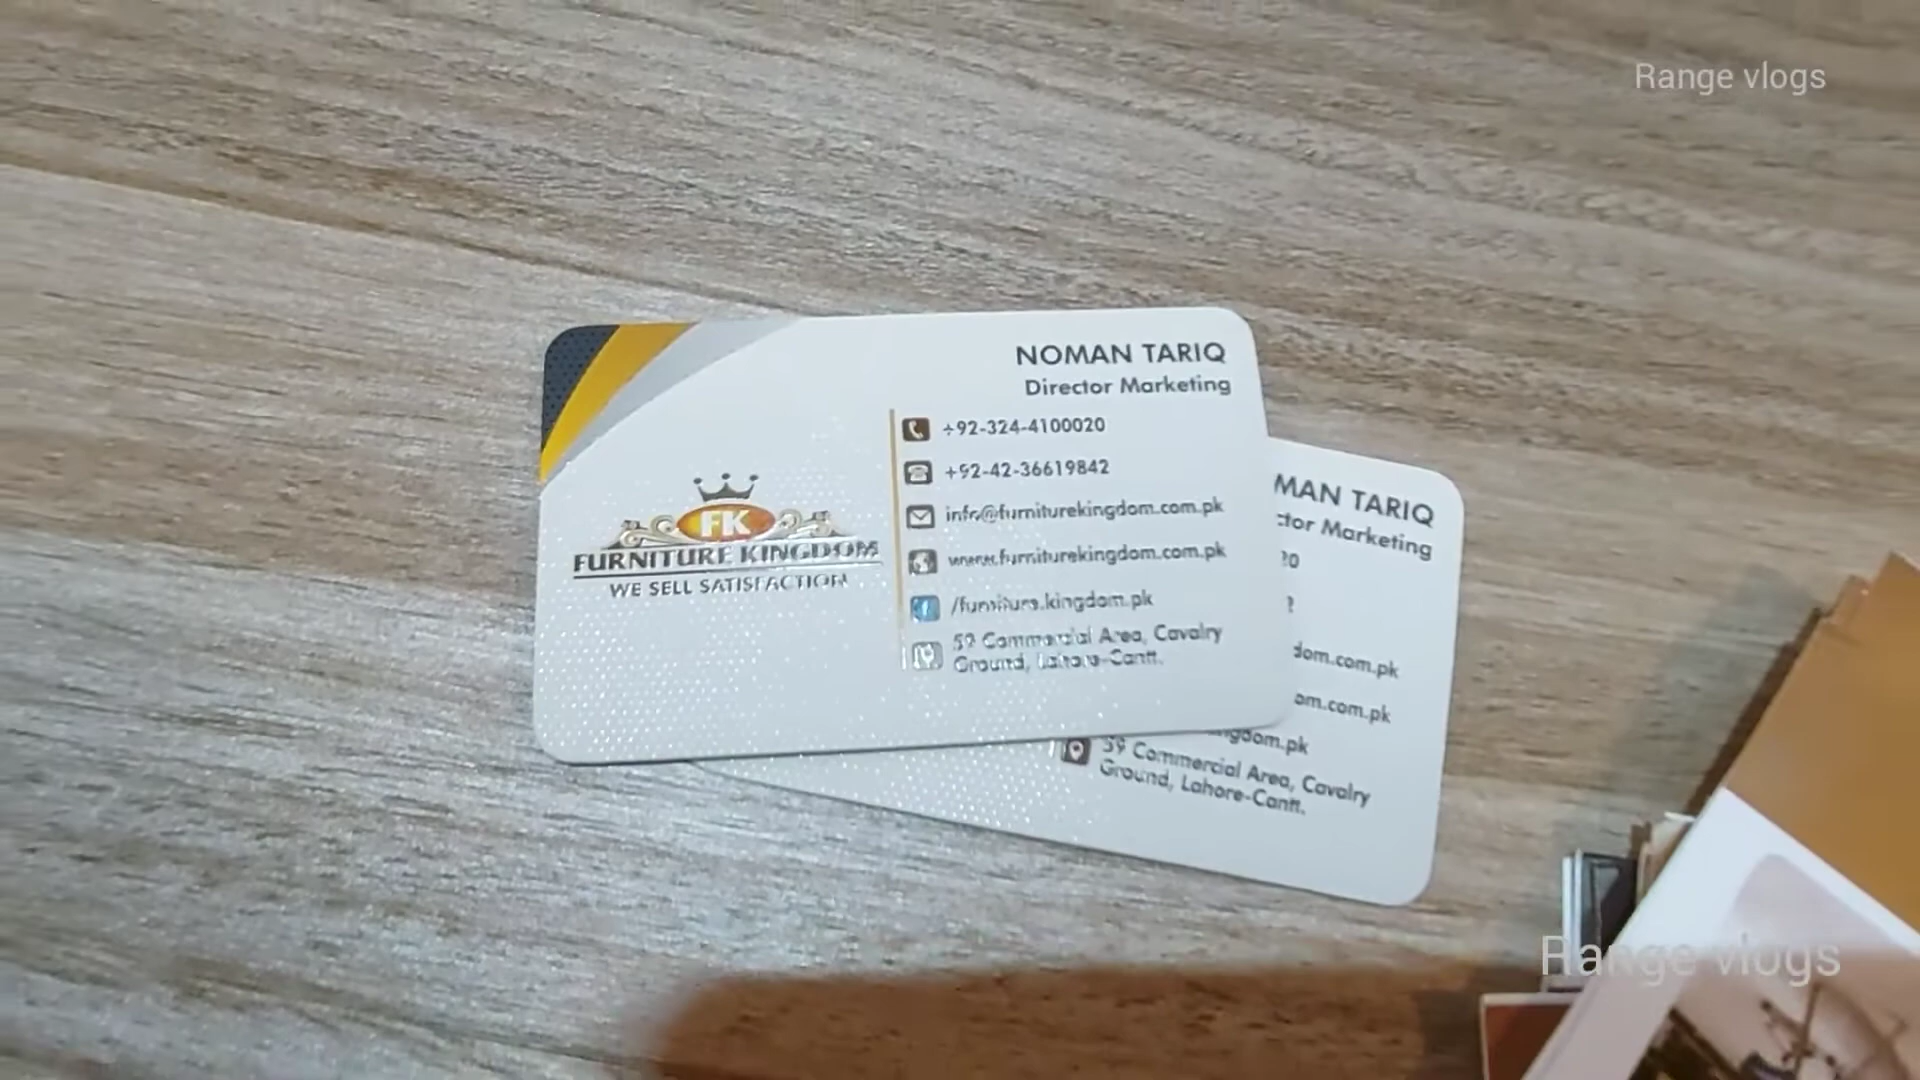 Range vlogs
NOMAN TARIQ
Director Marketing
+92-324-4100020
+92-42-36619842
info@furniturekingdom.com.pk
www.furniturekingdom.com.pk
/furniture.kingdom.pk
59 Commercial Area, Cavalry
Ground, Lahore-Cantt.
FK
FURNITURE KINGDOM
WE SELL SATISFACTION
MAN TARIQ
ctor Marketing
20
2
dom.com.pk
om.com.pk
ngdom.pk
59 Commercial Area, Cavalry
Ground, Lahore-Cantt.
Range vlogs